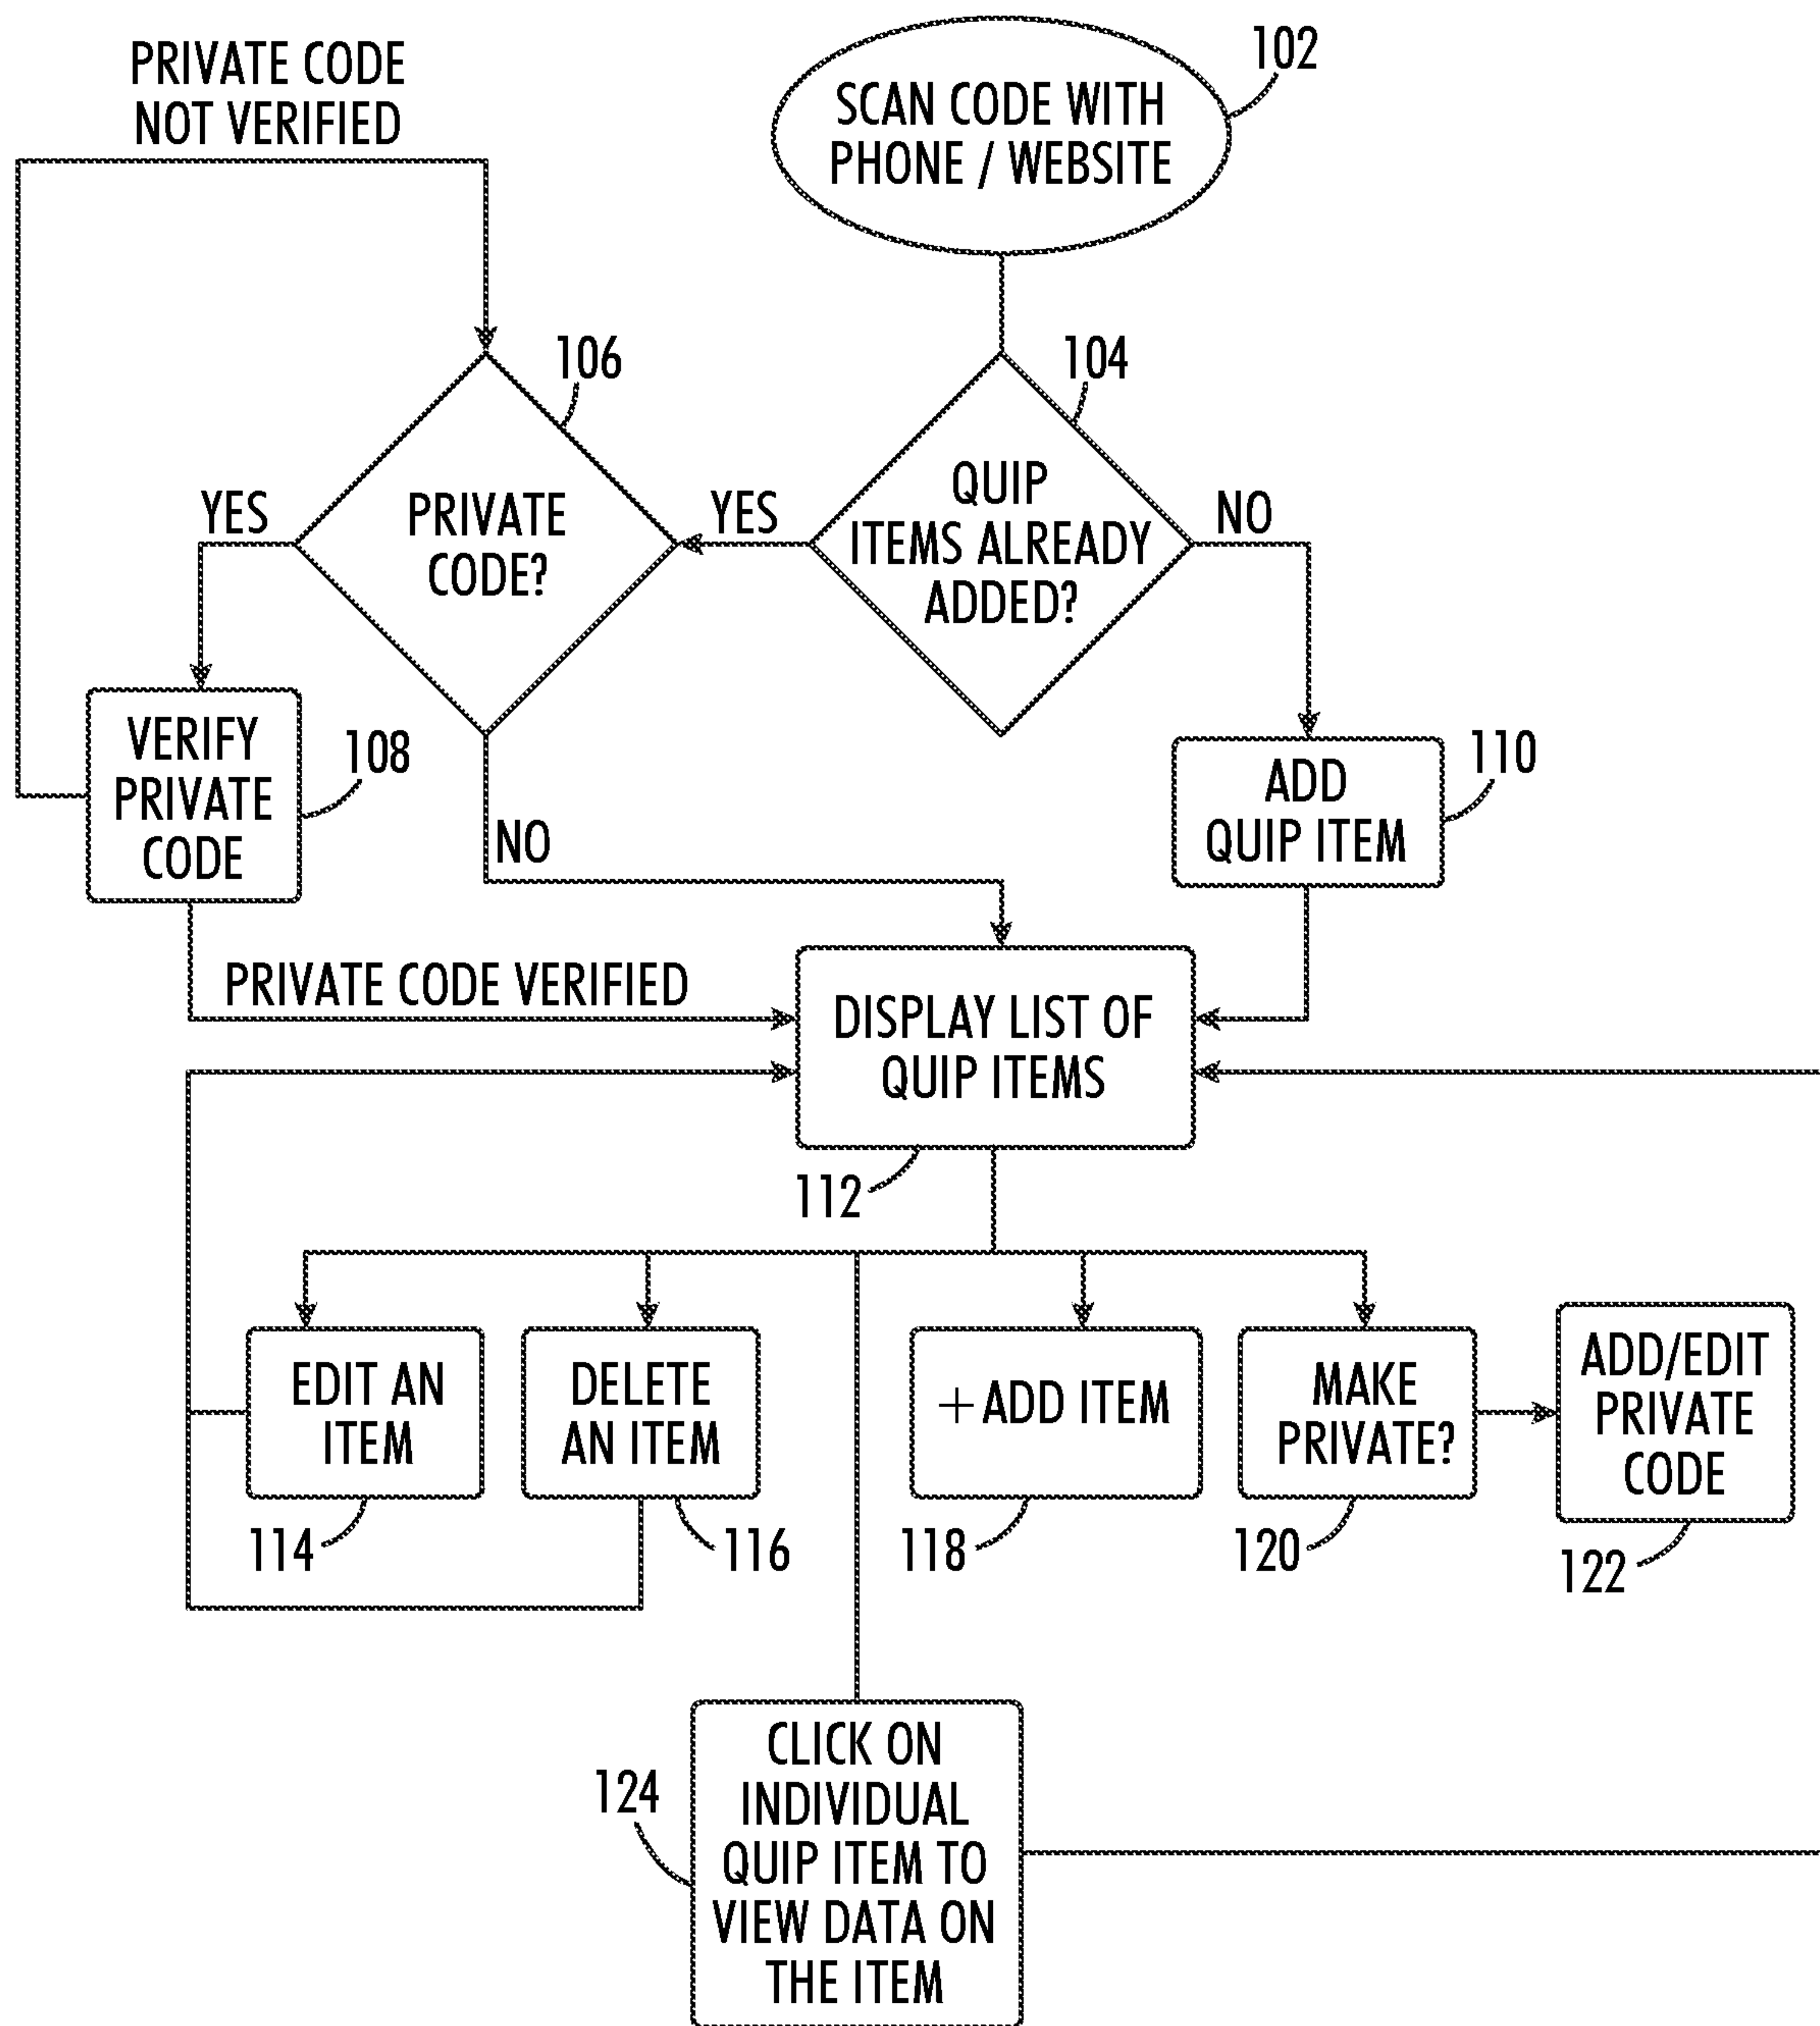 PRIVATE CODE
NOT VERIFIED
SCAN CODE WITH
PHONE / WEBSITE
102
106
104
YES
PRIVATE
CODE?
YES
QUIP
ITEMS ALREADY
ADDED?
NO
VERIFY
PRIVATE
CODE
108
NO
ADD
QUIP ITEM
110
PRIVATE CODE VERIFIED
DISPLAY LIST OF
QUIP ITEMS
112
EDIT AN
ITEM
114
DELETE
AN ITEM
116
+ADD ITEM
118
MAKE
PRIVATE?
120
ADD/EDIT
PRIVATE
CODE
122
124
CLICK ON
INDIVIDUAL
QUIP ITEM TO
VIEW DATA ON
THE ITEM